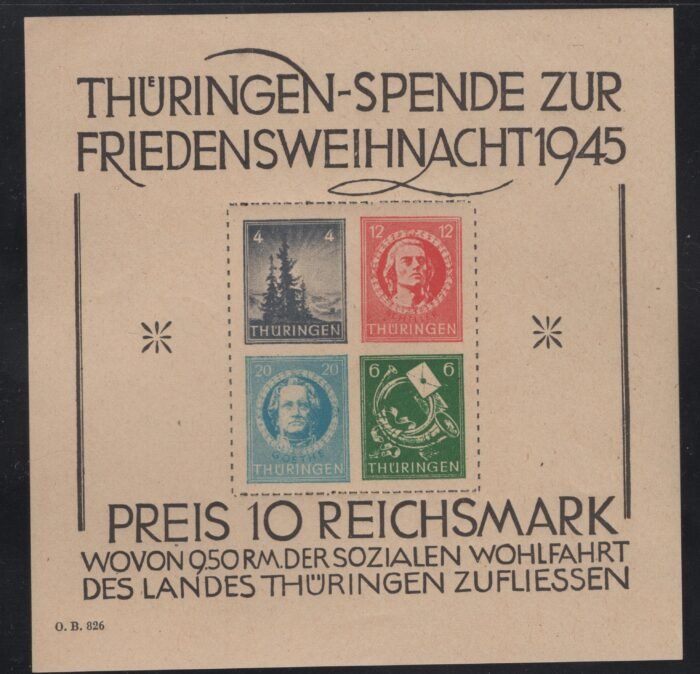 THÜRINGEN-SPENDE ZUR
FRIEDENSWEIHNACHT 1945
4 4
THÜRINGEN
12 12
SCHILLER
THÜRINGEN
20 20
GOETHE
THÜRINGEN
6 6
THÜRINGEN
PREIS 10 REICHSMARK
WOVON 9.50 RM. DER SOZIALEN WOHLFAHRT
DES LANDES THÜRINGEN ZUFLIESSEN
O. B. 826